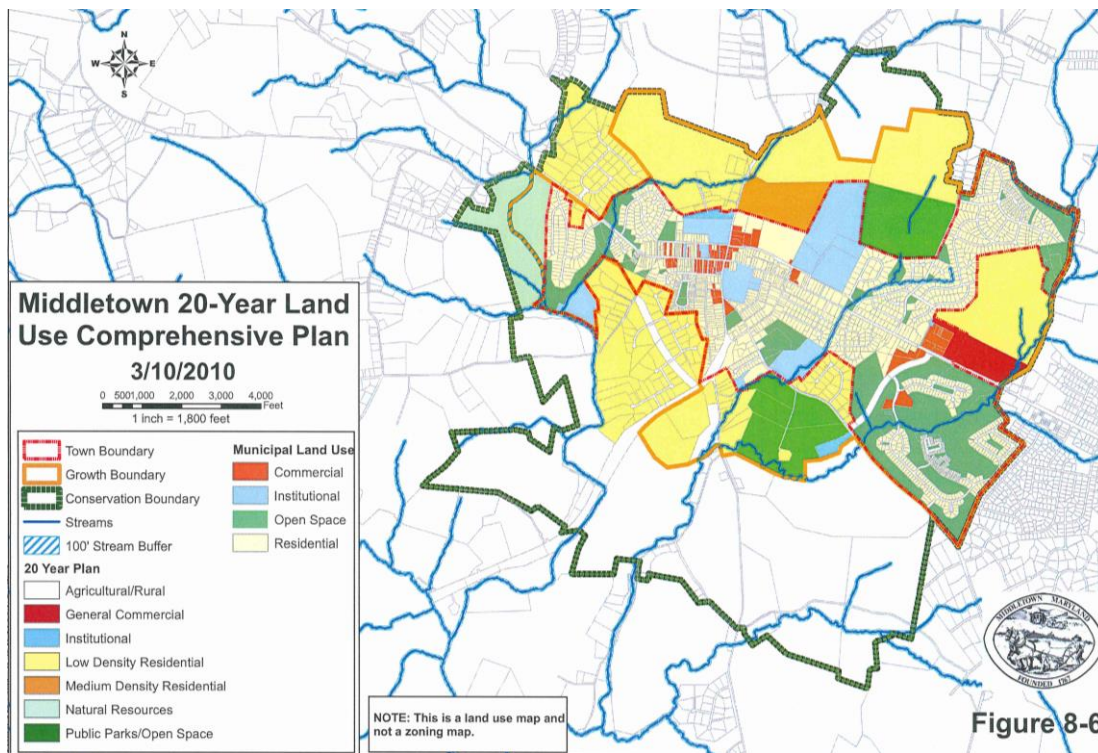 N
W E
S
Middletown 20-Year Land
Use Comprehensive Plan
3/10/2010
0 5001,000 2,000 3,000 4,000
Feet
1 inch = 1,800 feet
Town Boundary
Growth Boundary
Conservation Boundary
Streams
100' Stream Buffer
20 Year Plan
Agricultural/Rural
General Commercial
Institutional
Low Density Residential
Medium Density Residential
Natural Resources
Public Parks/Open Space
Municipal Land Use
Commercial
Institutional
Open Space
Residential
NOTE: This is a land use map and
not a zoning map.
MIDDLETOWN MARYLAND
FOUNDED 1767
Figure 8-6